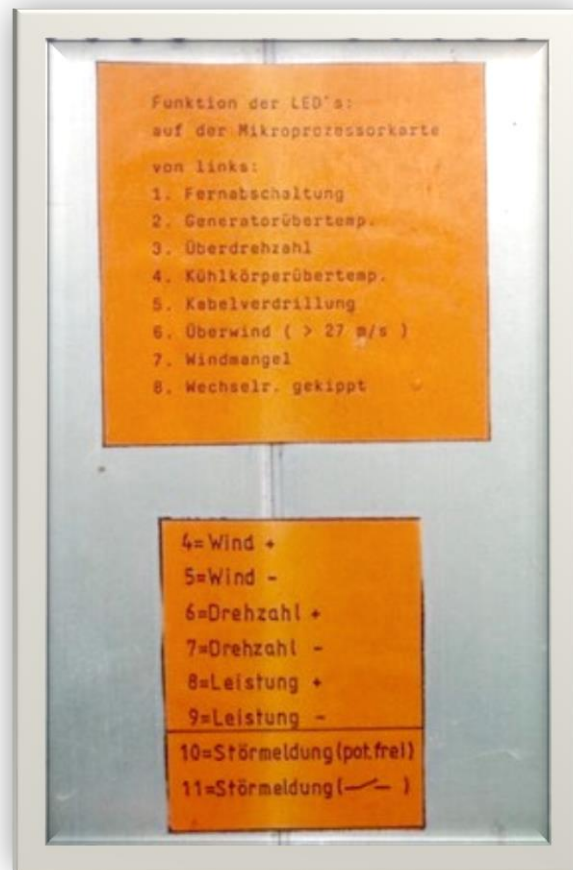 Funktion der LED's:
auf der Mikroprozessorkarte
von links:
1. Fernabschaltung
2. Generatorübertemp.
3. Überdrehzahl
4. Kühlkörperübertemp.
5. Kabelverdrillung
6. Überwind ( > 27 m/s )
7. Windmangel
8. Wechselr. gekippt
4=Wind +
5=Wind -
6=Drehzahl +
7=Drehzahl -
8=Leistung +
9=Leistung -
10=Störmeldung(pot.frei)
11=Störmeldung( )